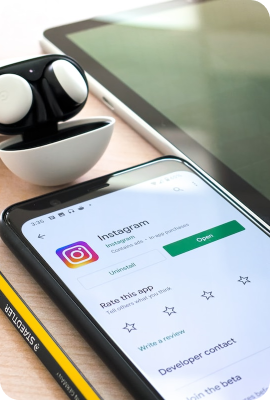 3:20
Instagram
Instagram
Contains ads • In-app purchases
Uninstall
Open
Rate this app
Tell others what you think
Write a review
Developer contact
Join the beta
STAEDTLER